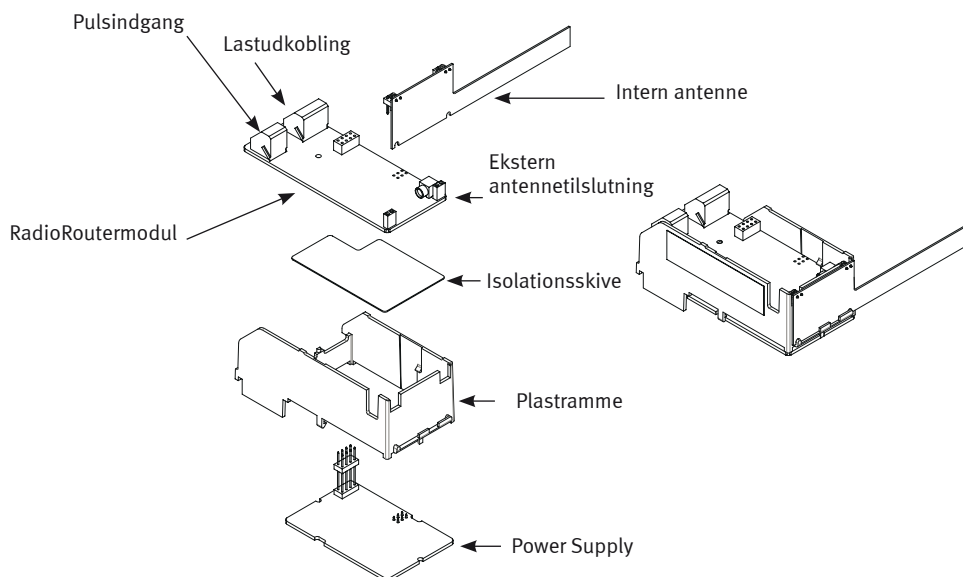 Pulsindgang
Lastudkobling
Intern antenne
Ekstern
antennetilslutning
RadioRoutermodul
Isolationsskive
Plastramme
Power Supply